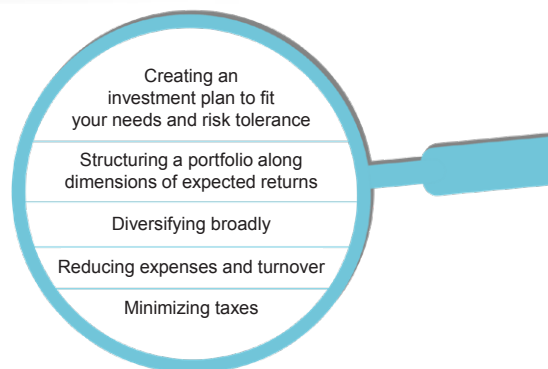 Creating an
investment plan to fit
your needs and risk tolerance
Structuring a portfolio along
dimensions of expected returns
Diversifying broadly
Reducing expenses and turnover
Minimizing taxes